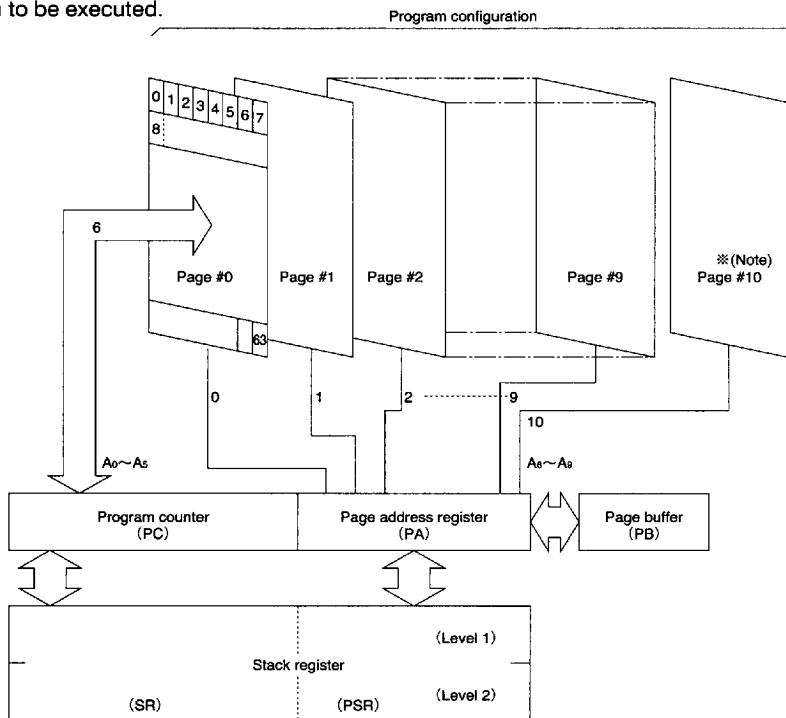 n to be executed.
Program configuration
0 1 2 3 4 5 6 7
8
6
※(Note)
Page #0 Page #1 Page #2 Page #9 Page #10
63
0 1 2 9
10
A0～A5 A6～A9
Program counter
(PC)
Page address register
(PA)
Page buffer
(PB)
(Level 1)
Stack register
(SR) (PSR) (Level 2)